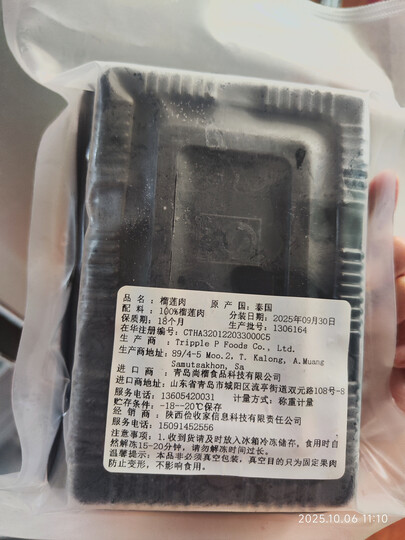 品 名: 榴莲肉 原 产 国: 泰国
配 料: 100%榴莲肉 分装日期: 2025年09月30日
保质期: 18个月 生产批号: 1306164
在华注册编号: CTHA32012203300C5
生产商: Tripple P Foods Co., Ltd.
生产商地址: 89/4-5 Moo.2, T. Kalong, A.Muang
Samutsakhon, Sa
进口商: 青岛尚榴食品科技有限公司
进口商地址: 山东省青岛市城阳区流亭街道双元路108号-8
服务电话: 13605420031 计量方式: 称重计量
贮存条件: -18--20℃保存
经 销 商: 陕西俭收家信息科技有限责任公司
服务电话: 15091452556
注意事项: 1.收到货请及时放入冰箱冷冻储存,食用时自
然解冻15-20分钟,请勿解冻时间过长。
温馨提示: 本品非必须真空包装,真空目的只为固定果肉
防止变形,不影响食用。
2025.10.06 11:10